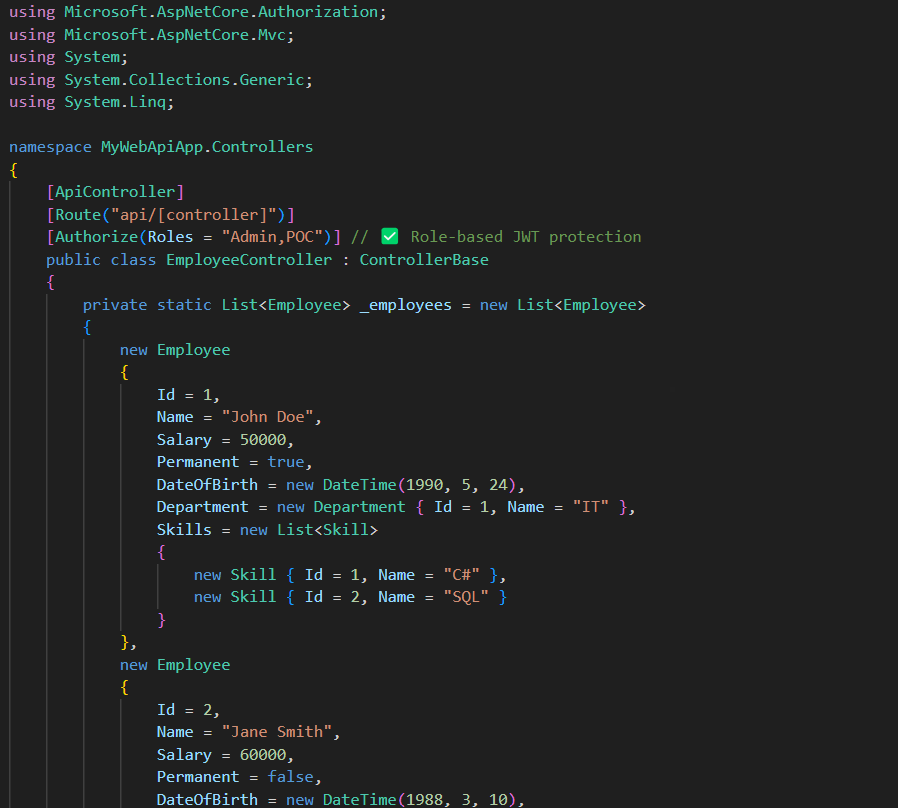 using Microsoft.AspNetCore.Authorization;
using Microsoft.AspNetCore.Mvc;
using System;
using System.Collections.Generic;
using System.Linq;

namespace MyWebApiApp.Controllers
{
    [ApiController]
    [Route("api/[controller]")]
    [Authorize(Roles = "Admin,POC")] // ✅ Role-based JWT protection
    public class EmployeeController : ControllerBase
    {
        private static List<Employee> _employees = new List<Employee>
        {
            new Employee
            {
                Id = 1,
                Name = "John Doe",
                Salary = 50000,
                Permanent = true,
                DateOfBirth = new DateTime(1990, 5, 24),
                Department = new Department { Id = 1, Name = "IT" },
                Skills = new List<Skill>
                {
                    new Skill { Id = 1, Name = "C#" },
                    new Skill { Id = 2, Name = "SQL" }
                }
            },
            new Employee
            {
                Id = 2,
                Name = "Jane Smith",
                Salary = 60000,
                Permanent = false,
                DateOfBirth = new DateTime(1988, 3, 10),